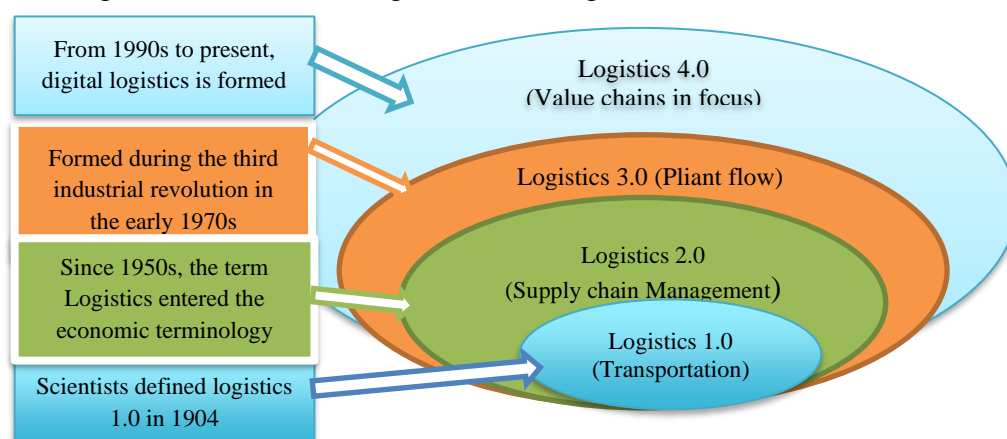 From 1990s to present,
digital logistics is formed
Logistics 4.0
(Value chains in focus)
Formed during the third
industrial revolution in
the early 1970s
Logistics 3.0 (Pliant flow)
Since 1950s, the term
Logistics entered the
economic terminology
Logistics 2.0
(Supply chain Management)
Logistics 1.0
(Transportation)
Scientists defined logistics
1.0 in 1904